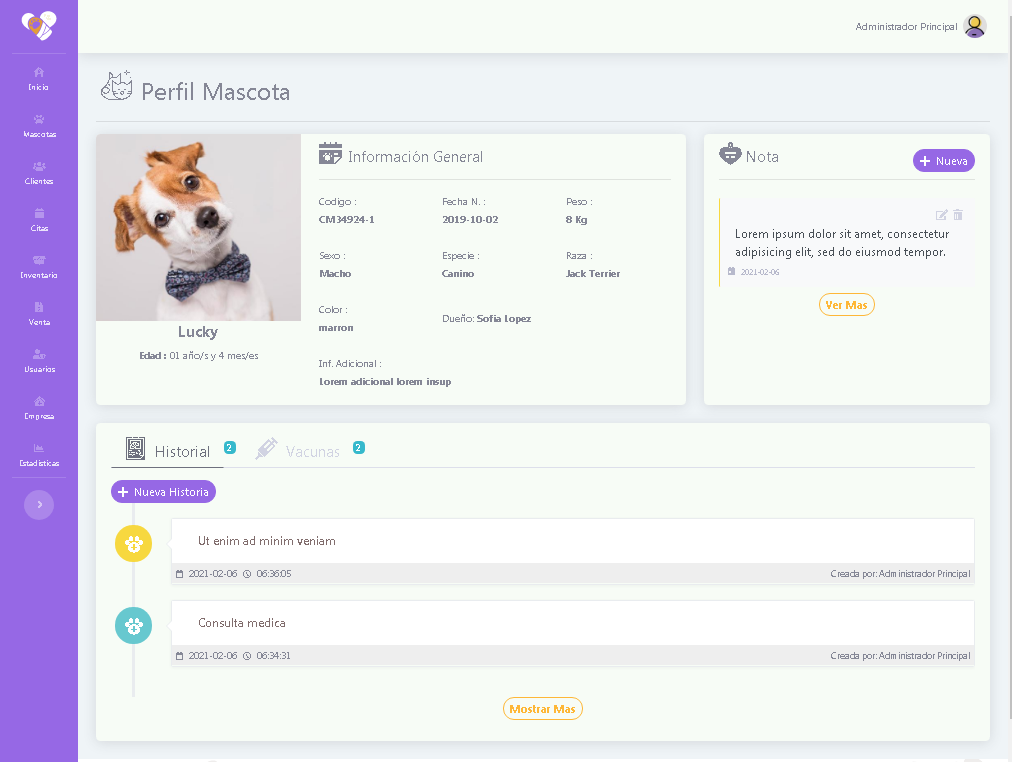 Administrador Principal
Inicio
Mascotas
Clientes
Citas
Inventario
Venta
Usuarios
Empresa
Estadisticas
Perfil Mascota
Lucky
Edad : 01 año/s y 4 mes/es
Información General
Codigo :
CM34924-1
Fecha N. :
2019-10-02
Peso :
8 Kg
Sexo :
Macho
Especie :
Canino
Raza :
Jack Terrier
Color :
marron
Dueño: Sofia Lopez
Inf. Adicional :
Lorem adicional lorem insup
Nota
+ Nueva
Lorem ipsum dolor sit amet, consectetur
adipisicing elit, sed do eiusmod tempor.
2021-02-06
Ver Mas
Historial 2
Vacunas 2
+ Nueva Historia
Ut enim ad minim veniam
2021-02-06 06:36:05
Creada por: Administrador Principal
Consulta medica
2021-02-06 06:34:31
Creada por: Administrador Principal
Mostrar Mas